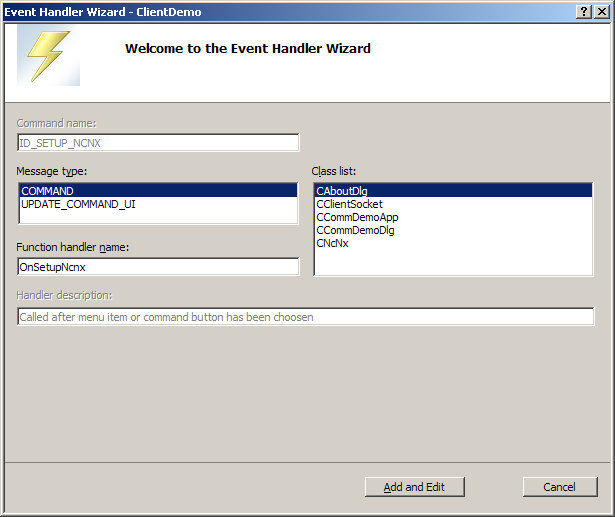 Event Handler Wizard - ClientDemo
Welcome to the Event Handler Wizard
Command name:
ID_SETUP_NCNX
Message type:
COMMAND
UPDATE_COMMAND_UI
Class list:
CAboutDlg
CClientSocket
CCommDemoApp
CCommDemoDlg
CNcNx
Function handler name:
OnSetupNcnx
Handler description:
Called after menu item or command button has been choosen
Add and Edit
Cancel